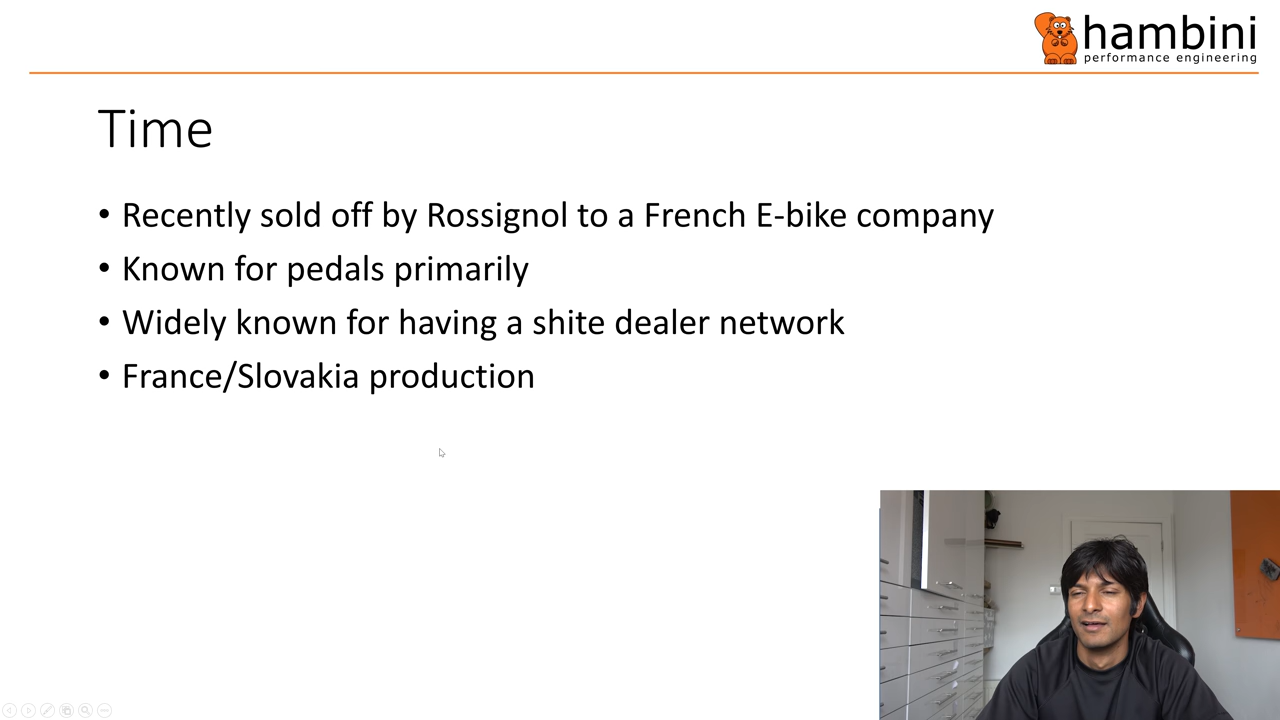 hambini
performance engineering
Time
• Recently sold off by Rossignol to a French E-bike company
• Known for pedals primarily
• Widely known for having a shite dealer network
• France/Slovakia production